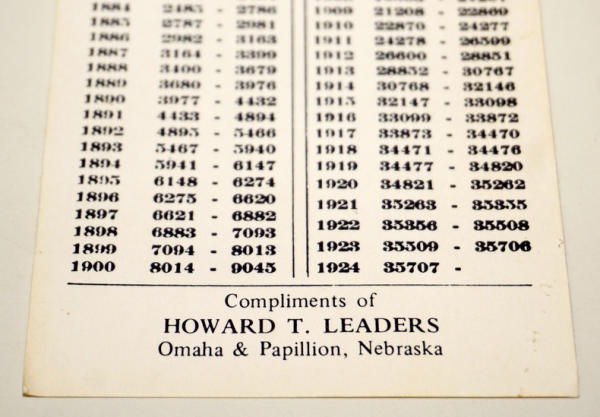 1884 2485 - 2786
1885 2787 - 2981
1886 2982 - 3163
1887 3164 - 3399
1888 3400 - 3679
1889 3680 - 3976
1890 3977 - 4432
1891 4433 - 4894
1892 4895 - 5466
1893 5467 - 5940
1894 5941 - 6147
1895 6148 - 6274
1896 6275 - 6620
1897 6621 - 6882
1898 6883 - 7093
1899 7094 - 8013
1900 8014 - 9045
1909 21208 - 22869
1910 22870 - 24277
1911 24278 - 26599
1912 26600 - 28851
1913 28852 - 30767
1914 30768 - 32146
1915 32147 - 33098
1916 33099 - 33872
1917 33873 - 34470
1918 34471 - 34476
1919 34477 - 34820
1920 34821 - 35262
1921 35263 - 35355
1922 35356 - 35508
1923 35509 - 35706
1924 35707 -
Compliments of
HOWARD T. LEADERS
Omaha & Papillion, Nebraska